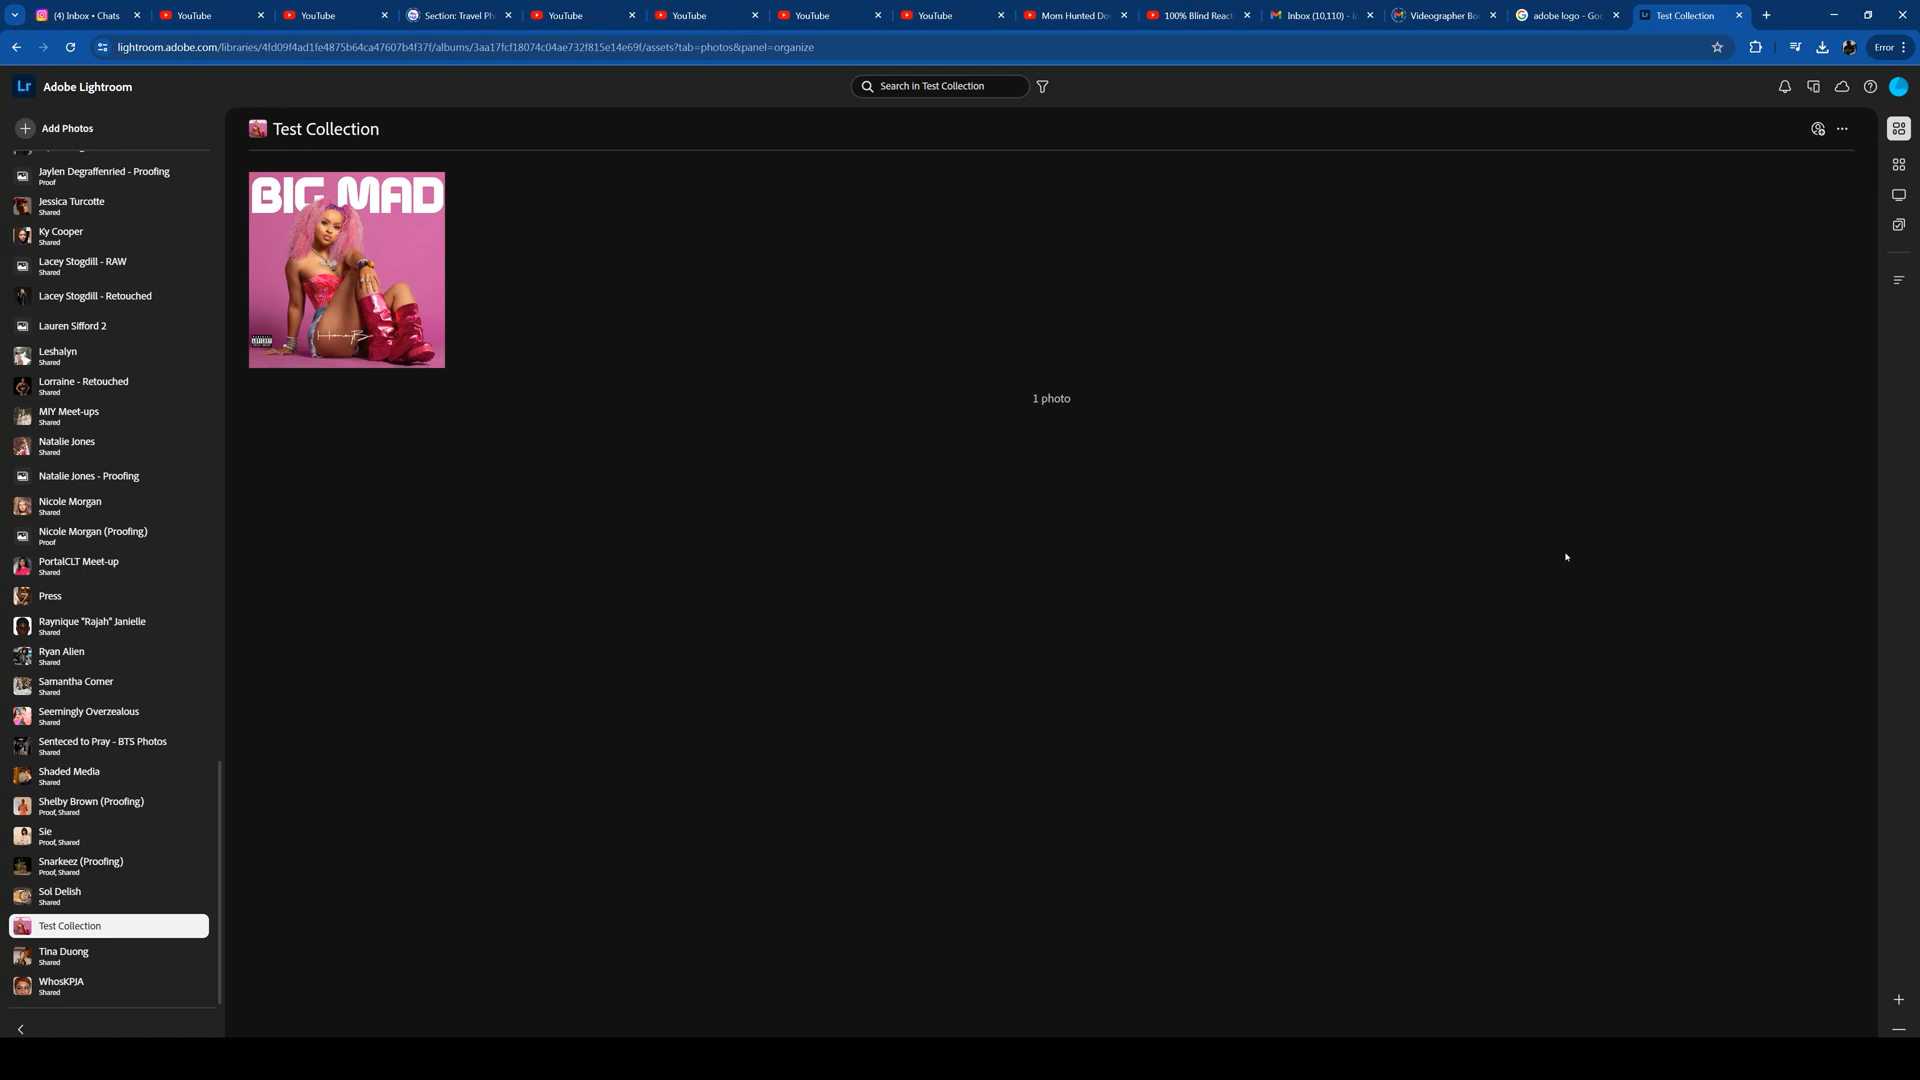 (4) Inbox • Chats
YouTube
YouTube
Section: Travel Ph
YouTube
YouTube
YouTube
YouTube
Mom Hunted Do
100% Blind React
Inbox (10,110) -
Videographer Bo
adobe logo - Goo
Test Collection
lightroom.adobe.com/libraries/4fd09f4ad1fe4875b64ca47607b4f37f/albums/3aa17fcf18074c04ae732f815e14e69f/assets?tab=photos&panel=organize
Error
Lr Adobe Lightroom
Search in Test Collection
Add Photos
Test Collection
Jaylen Degraffenried - Proofing
Proof
Jessica Turcotte
Shared
Ky Cooper
Shared
Lacey Stogdill - RAW
Shared
Lacey Stogdill - Retouched
Lauren Sifford 2
Leshalyn
Shared
Lorraine - Retouched
Shared
MIY Meet-ups
Shared
Natalie Jones
Shared
Natalie Jones - Proofing
Nicole Morgan
Shared
Nicole Morgan (Proofing)
Proof
PortalCLT Meet-up
Shared
Press
Raynique "Rajah" Janielle
Shared
Ryan Alien
Shared
Samantha Comer
Shared
Seemingly Overzealous
Shared
Senteced to Pray - BTS Photos
Shared
Shaded Media
Shared
Shelby Brown (Proofing)
Proof, Shared
Sie
Proof, Shared
Snarkeez (Proofing)
Proof, Shared
Sol Delish
Shared
Test Collection
Tina Duong
Shared
WhosKPJA
Shared
BIG MAD
1 photo